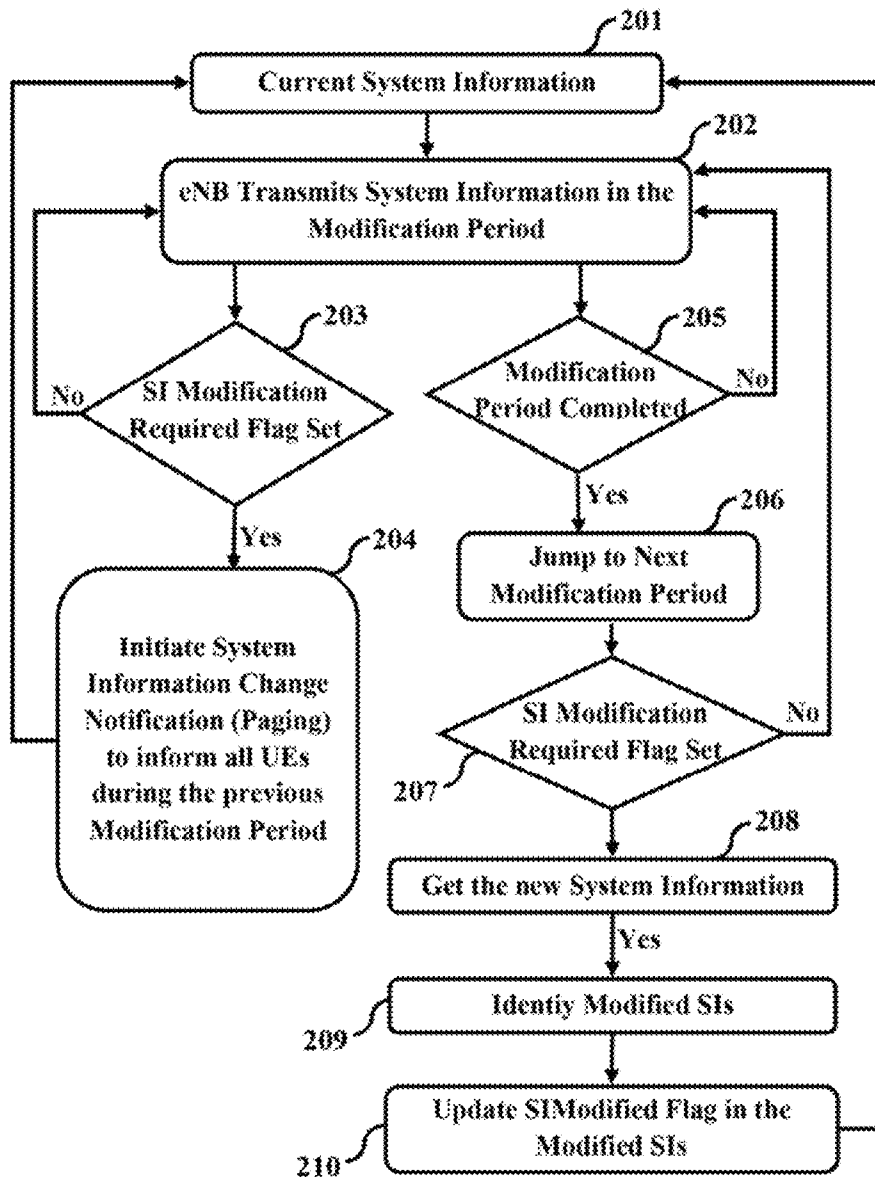 201
Current System Information
202
eNB Transmits System Information in the
Modification Period
203
SI Modification
Required Flag Set
No
Yes
204
Initiate System
Information Change
Notification (Paging)
to inform all UEs
during the previous
Modification Period
205
Modification
Period Completed
No
Yes
206
Jump to Next
Modification Period
SI Modification
Required Flag Set
No
207
208
Get the new System Information
Yes
Identiy Modified SIs
209
Update SIModified Flag in the
Modified SIs
210